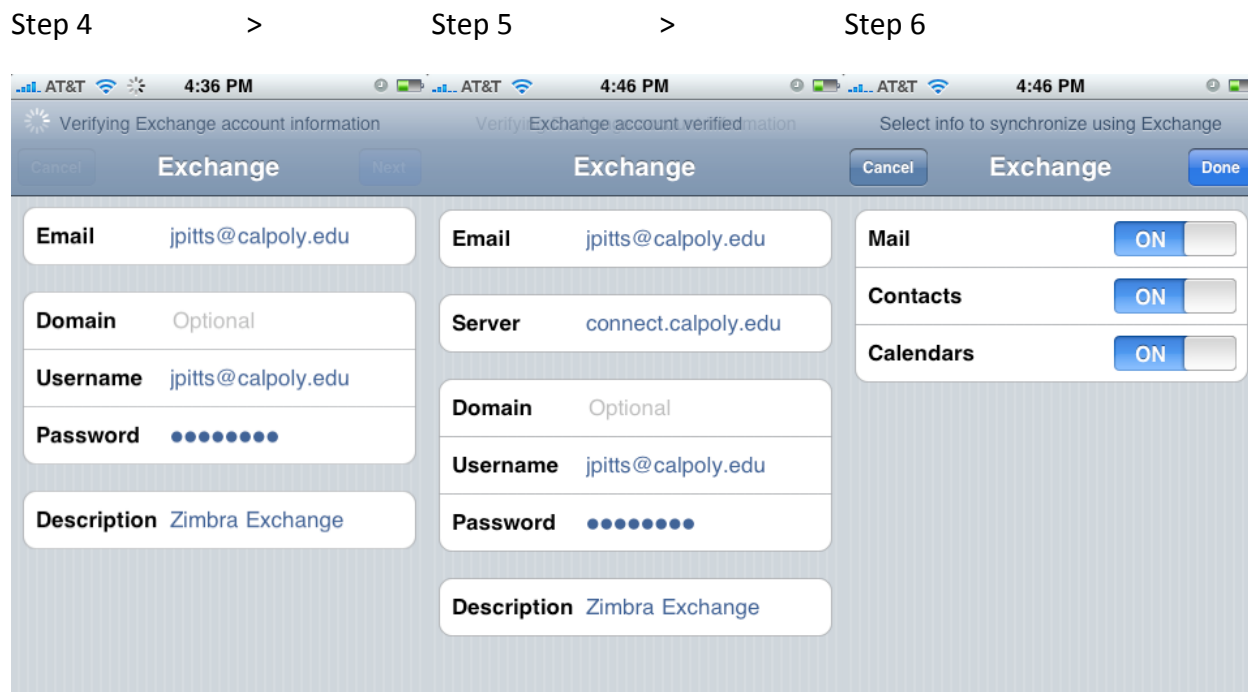 Step 4 > Step 5 > Step 6
AT&T 4:36 PM
Verifying Exchange account information
Cancel Exchange Next
Email jpitts@calpoly.edu
Domain Optional
Username jpitts@calpoly.edu
Password ●●●●●●●●
Description Zimbra Exchange
AT&T 4:46 PM
Exchange account verified
Exchange
Email jpitts@calpoly.edu
Server connect.calpoly.edu
Domain Optional
Username jpitts@calpoly.edu
Password ●●●●●●●●
Description Zimbra Exchange
AT&T 4:46 PM
Select info to synchronize using Exchange
Cancel Exchange Done
Mail ON
Contacts ON
Calendars ON